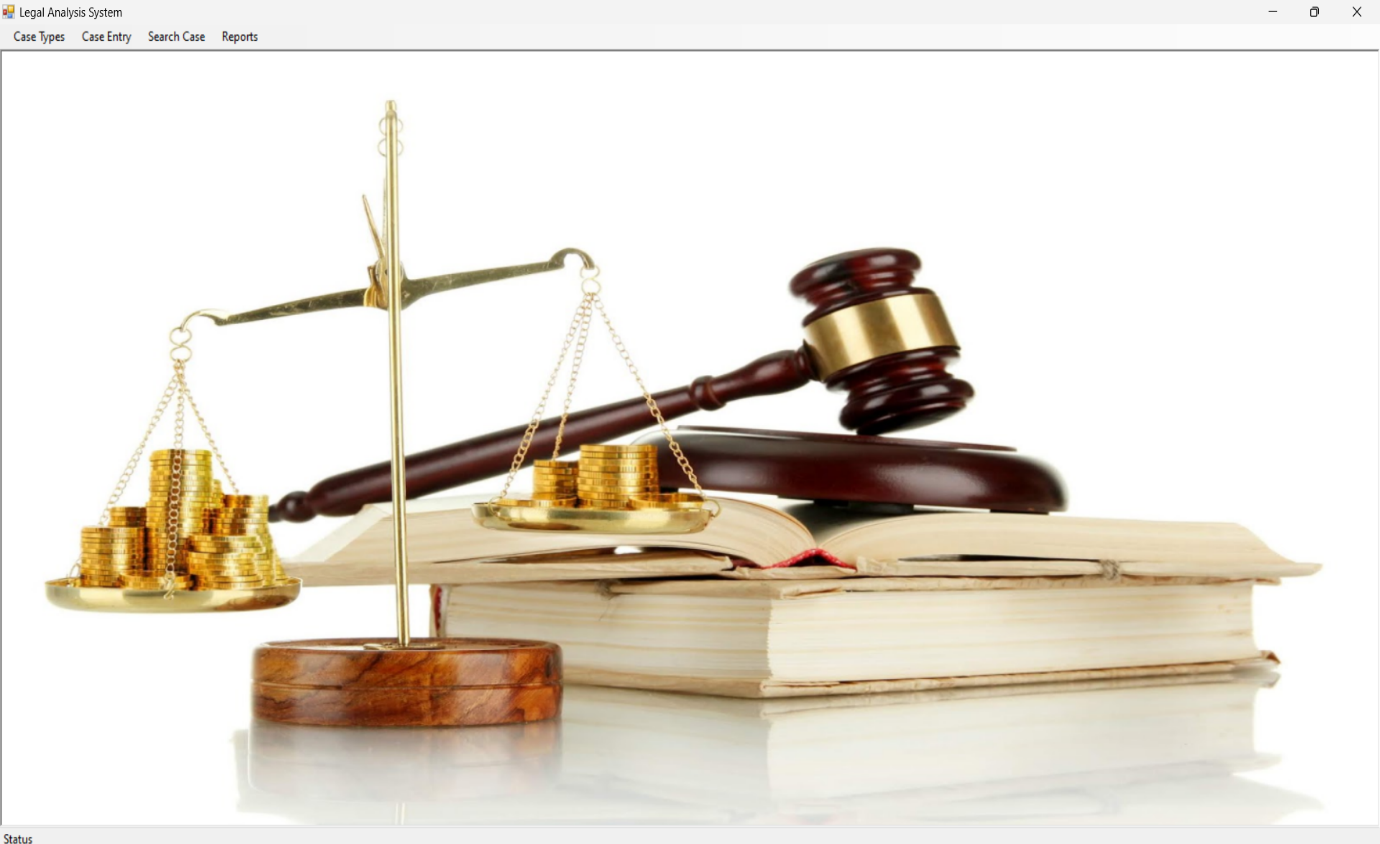 Legal Analysis System
Case Types Case Entry Search Case Reports
Status